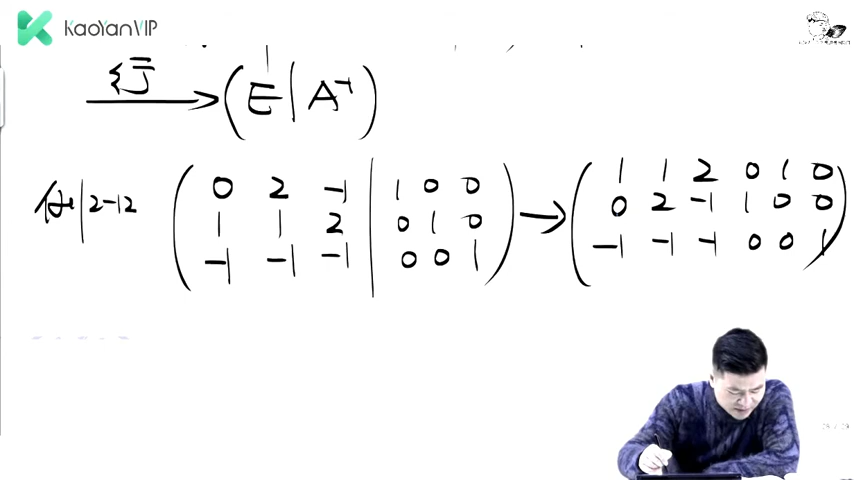 KaoYanVIP
行 (E | A⁻¹)
例 2-12 ( 0 2 -1 | 1 0 0 → ( 1 1 2 0 1 0
1 1 2 | 0 1 0 0 2 -1 1 0 0
-1 -1 -1 | 0 0 1 ) -1 -1 -1 0 0 1 )